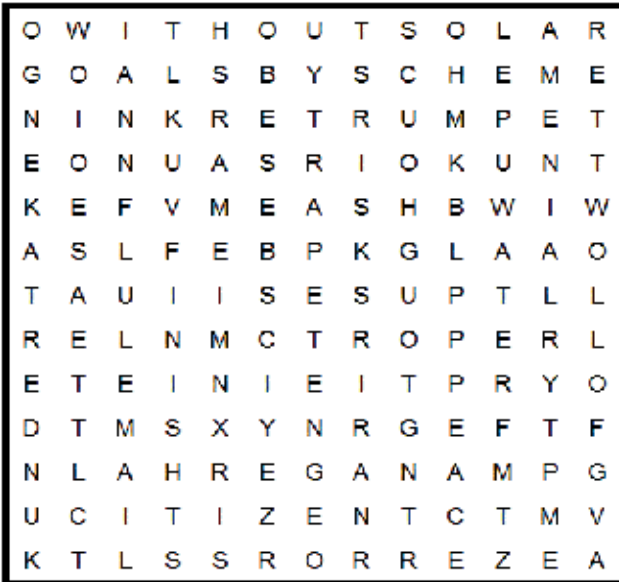 O W I T H O U T S O L A R
G O A L S B Y S C H E M E
N I N K R E T R U M P E T
E O N U A S R I O K U N T
K E F V M E A S H B W I W
A S L F E B P K G L A A O
T A U I I S E S U P T L L
R E L N M C T R O P E R L
E T E I N I E I T P R Y O
D T M S X Y N R G E F T F
N L A H R E G A N A M P G
U C I T I Z E N T C T M V
K T L S S R O R R E Z E A